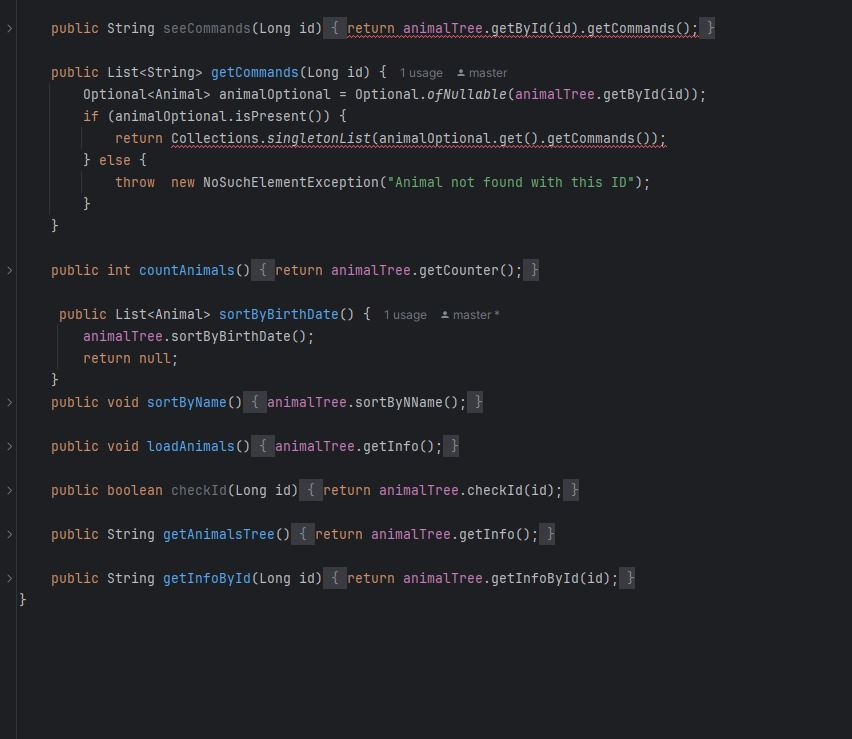 public String seeCommands(Long id) { return animalTree.getById(id).getCommands(); }
public List<String> getCommands(Long id) { 1 usage master
Optional<Animal> animalOptional = Optional.ofNullable(animalTree.getById(id));
if (animalOptional.isPresent()) {
return Collections.singletonList(animalOptional.get().getCommands());
} else {
throw  new NoSuchElementException("Animal not found with this ID");
}
}
public int countAnimals() { return animalTree.getCounter(); }
public List<Animal> sortByBirthDate() { 1 usage master *
animalTree.sortByBirthDate();
return null;
}
public void sortByName() { animalTree.sortByNName(); }
public void loadAnimals() { animalTree.getInfo(); }
public boolean checkId(Long id) { return animalTree.checkId(id); }
public String getAnimalsTree() { return animalTree.getInfo(); }
public String getInfoById(Long id) { return animalTree.getInfoById(id); }
}